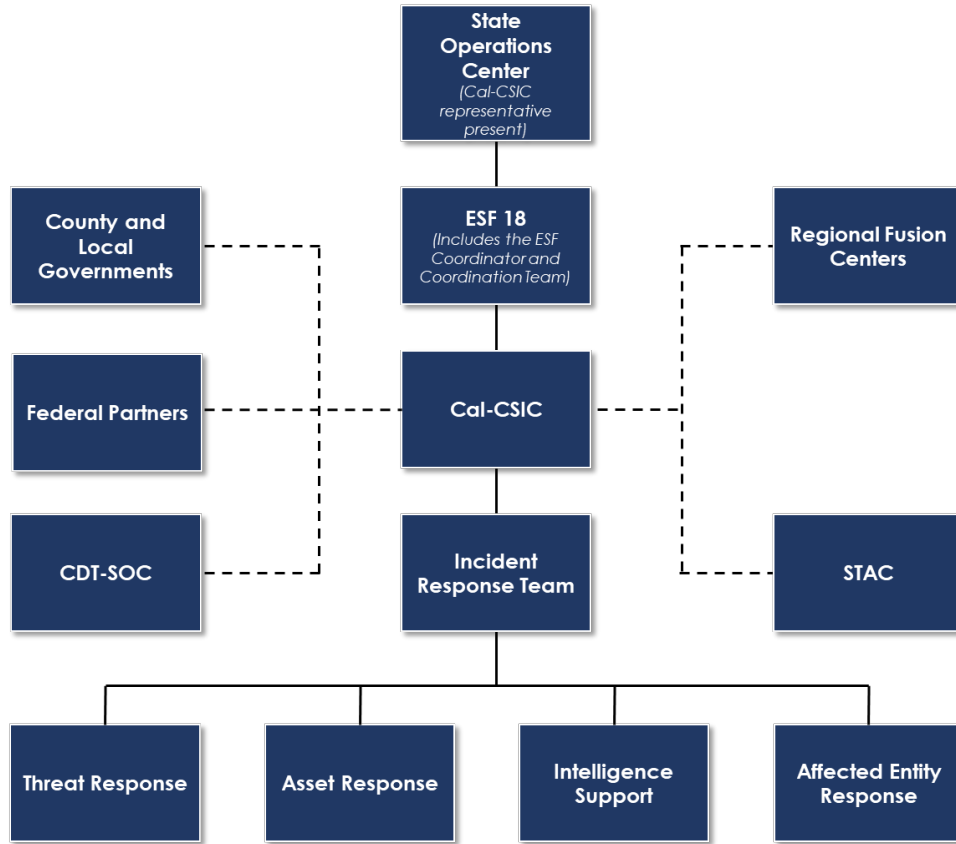 State
Operations
Center
(Cal-CSIC
representative
present)
County and
Local
Governments
ESF 18
(Includes the ESF
Coordinator and
Coordination Team)
Regional Fusion
Centers
Federal Partners
Cal-CSIC
CDT-SOC
Incident
Response Team
STAC
Threat Response
Asset Response
Intelligence
Support
Affected Entity
Response